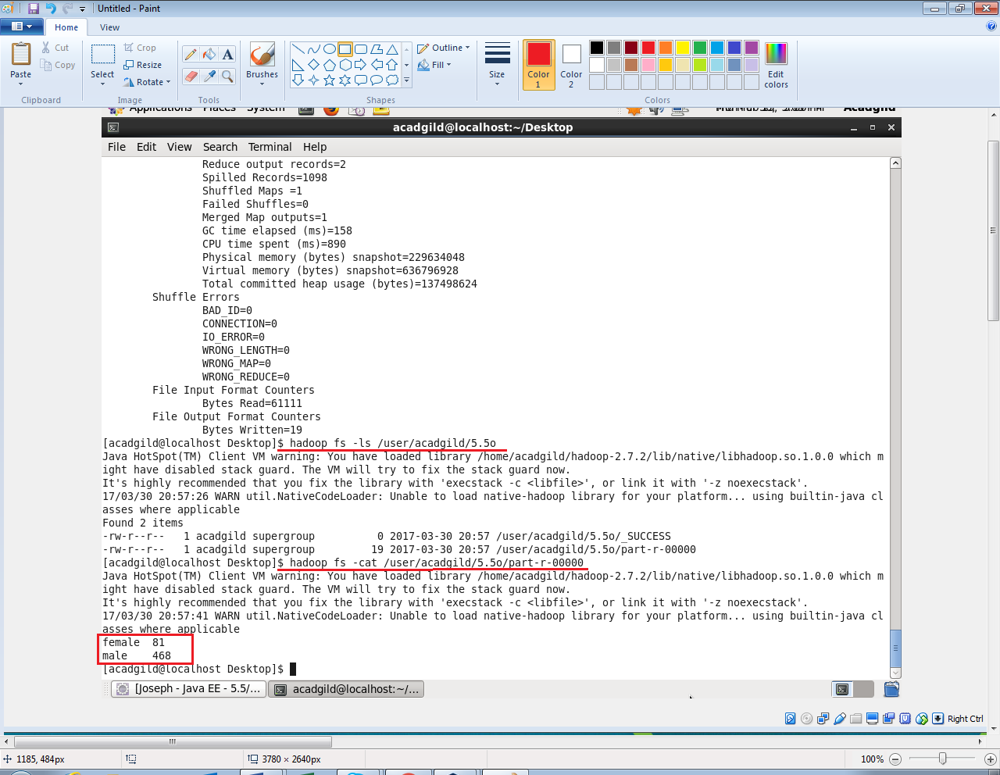 Untitled - Paint
Home
View
Paste
Cut
Copy
Clipboard
Select
Crop
Resize
Rotate
Image
Tools
Brushes
Outline
Fill
Shapes
Size
Color 1
Color 2
Edit colors
Colors
Applications Places System
Acadgild
acadgild@localhost:~/Desktop
File Edit View Search Terminal Help
Reduce output records=2
Spilled Records=1098
Shuffled Maps =1
Failed Shuffles=0
Merged Map outputs=1
GC time elapsed (ms)=158
CPU time spent (ms)=890
Physical memory (bytes) snapshot=229634048
Virtual memory (bytes) snapshot=636796928
Total committed heap usage (bytes)=137498624
Shuffle Errors
BAD_ID=0
CONNECTION=0
IO_ERROR=0
WRONG_LENGTH=0
WRONG_MAP=0
WRONG_REDUCE=0
File Input Format Counters
Bytes Read=61111
File Output Format Counters
Bytes Written=19
[acadgild@localhost Desktop]$ hadoop fs -ls /user/acadgild/5.5o
Java HotSpot(TM) Client VM warning: You have loaded library /home/acadgild/hadoop-2.7.2/lib/native/libhadoop.so.1.0.0 which m
ight have disabled stack guard. The VM will try to fix the stack guard now.
It's highly recommended that you fix the library with 'execstack -c <libfile>', or link it with '-z noexecstack'.
17/03/30 20:57:26 WARN util.NativeCodeLoader: Unable to load native-hadoop library for your platform... using builtin-java cl
asses where applicable
Found 2 items
-rw-r--r--   1 acadgild supergroup          0 2017-03-30 20:57 /user/acadgild/5.5o/_SUCCESS
-rw-r--r--   1 acadgild supergroup         19 2017-03-30 20:57 /user/acadgild/5.5o/part-r-00000
[acadgild@localhost Desktop]$ hadoop fs -cat /user/acadgild/5.5o/part-r-00000
Java HotSpot(TM) Client VM warning: You have loaded library /home/acadgild/hadoop-2.7.2/lib/native/libhadoop.so.1.0.0 which m
ight have disabled stack guard. The VM will try to fix the stack guard now.
It's highly recommended that you fix the library with 'execstack -c <libfile>', or link it with '-z noexecstack'.
17/03/30 20:57:41 WARN util.NativeCodeLoader: Unable to load native-hadoop library for your platform... using builtin-java cl
asses where applicable
female  81
male    468
[acadgild@localhost Desktop]$
[Joseph - Java EE - 5.5/...
acadgild@localhost:~/...
Right Ctrl
1185, 484px
3780 × 2640px
100%